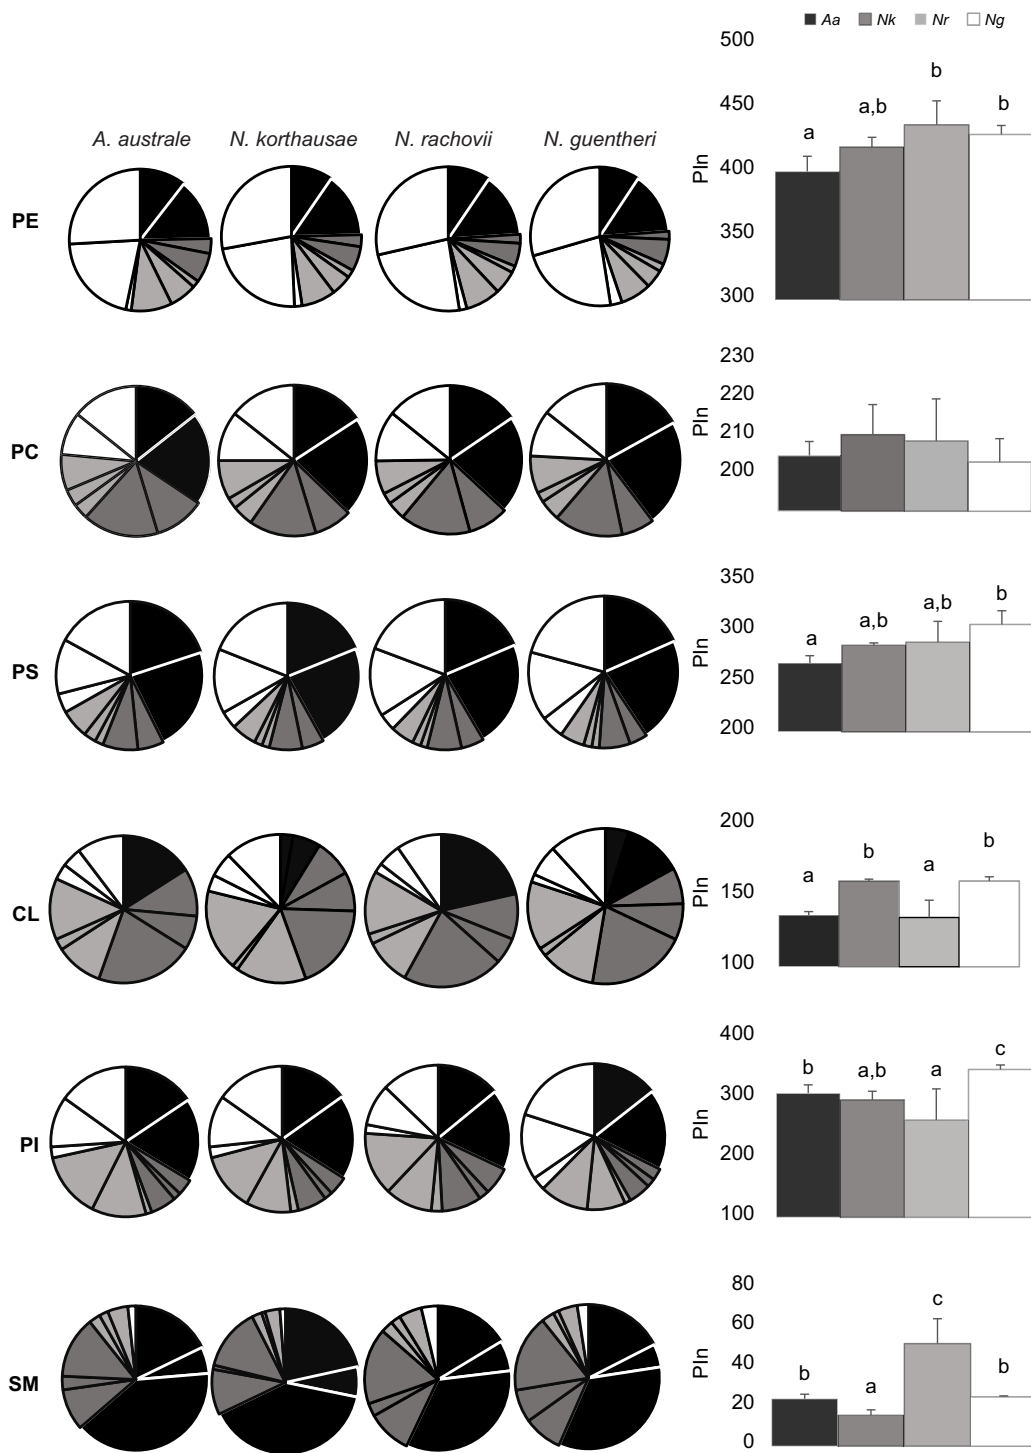 Aa Nk Nr Ng
A. australe N. korthausae N. rachovii N. guentheri
PE
PIn
500
450
400
350
300
a a,b b b
PC
PIn
230
220
210
200
PS
PIn
350
300
250
200
a a,b a,b b
CL
PIn
200
150
100
a b a b
PI
PIn
400
300
200
100
b a,b a c
SM
PIn
80
60
40
20
0
b a c b